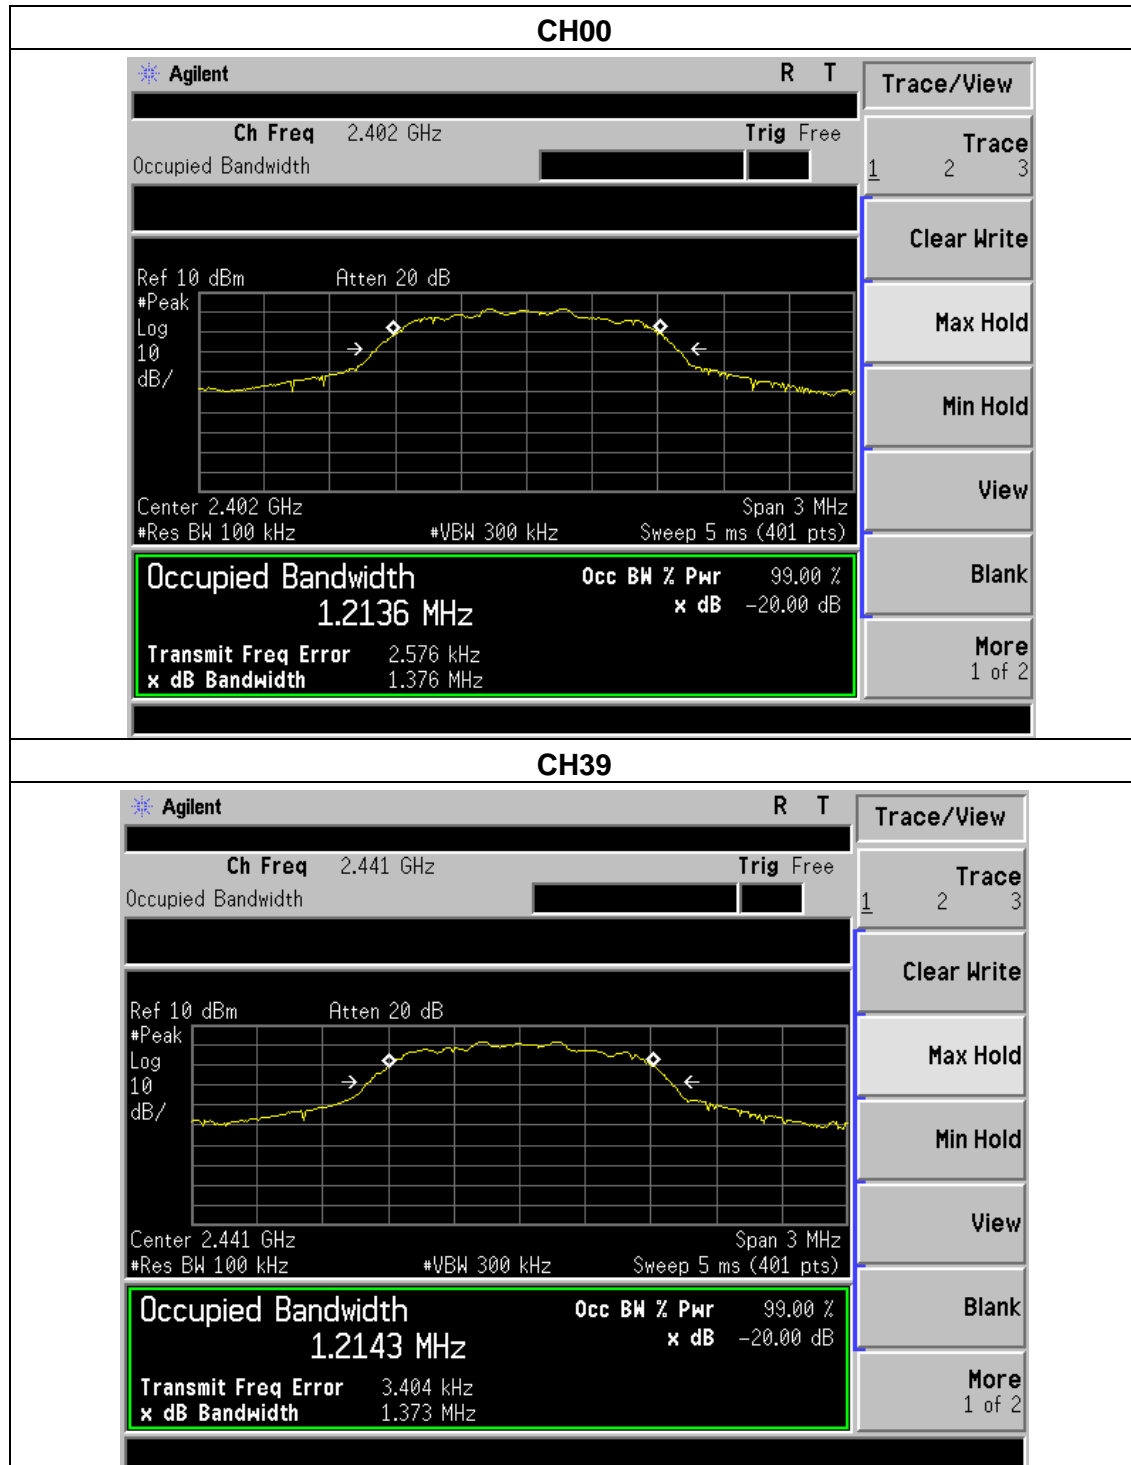 CH00
Agilent R T
Trace/View
Ch Freq 2.402 GHz Trig Free
Occupied Bandwidth
Trace
1 2 3
Clear Write
Ref 10 dBm Atten 20 dB
#Peak
Log
10
dB/
Max Hold
Min Hold
View
Center 2.402 GHz Span 3 MHz
#Res BW 100 kHz #VBW 300 kHz Sweep 5 ms (401 pts)
Occupied Bandwidth Occ BW % Pwr 99.00 %
1.2136 MHz x dB -20.00 dB
Blank
Transmit Freq Error 2.576 kHz
x dB Bandwidth 1.376 MHz
More
1 of 2
CH39
Agilent R T
Trace/View
Ch Freq 2.441 GHz Trig Free
Occupied Bandwidth
Trace
1 2 3
Clear Write
Ref 10 dBm Atten 20 dB
#Peak
Log
10
dB/
Max Hold
Min Hold
View
Center 2.441 GHz Span 3 MHz
#Res BW 100 kHz #VBW 300 kHz Sweep 5 ms (401 pts)
Occupied Bandwidth Occ BW % Pwr 99.00 %
1.2143 MHz x dB -20.00 dB
Blank
Transmit Freq Error 3.404 kHz
x dB Bandwidth 1.373 MHz
More
1 of 2